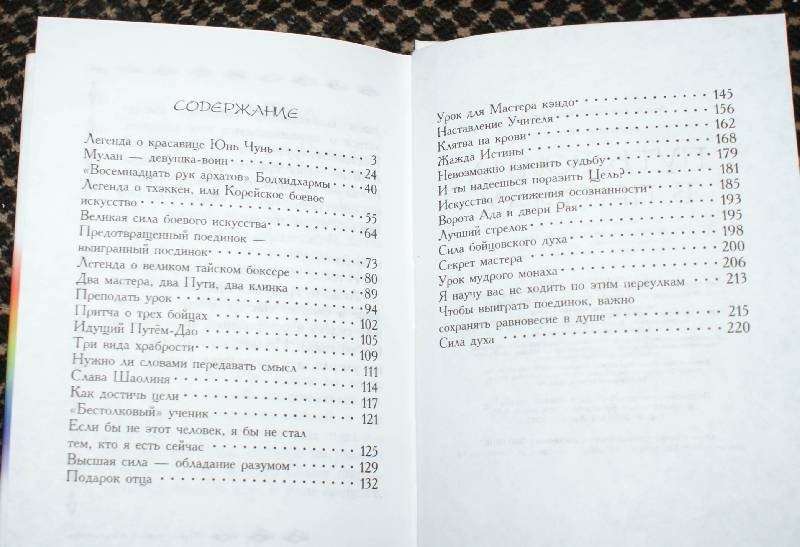 СОДЕРЖАНИЕ
Легенда о красавице Юнь Чунь 3
Мулан — девушка-воин 24
«Восемнадцать рук архатов» Бодхидхармы 40
Легенда о тхэккен, или Корейское боевое
искусство 55
Великая сила боевого искусства 64
Предотвращенный поединок —
выигранный поединок 73
Легенда о великом тайском боксере 80
Два мастера, два Пути, два клинка 89
Преподать урок 94
Притча о трех бойцах 102
Идущий Путём-Дао 105
Три вида храбрости 109
Нужно ли словами передавать смысл 111
Слава Шаолиня 114
Как достичь цели 117
«Бестолковый» ученик 121
Если бы не этот человек, я бы не стал
тем, кто я есть сейчас 125
Высшая сила — обладание разумом 129
Подарок отца 132
Урок для Мастера кэндо 145
Наставление Учителя 156
Клятва на крови 162
Жажда Истины 168
Невозможно изменить судьбу 179
И ты надеешься поразить Цель? 181
Искусство достижения осознанности 185
Ворота Ада и двери Рая 193
Лучший стрелок 195
Сила бойцовского духа 198
Секрет мастера 200
Урок мудрого монаха 206
Я научу вас не ходить по этим переулкам 213
Чтобы выиграть поединок, важно
сохранять равновесие в душе 215
Сила духа 220